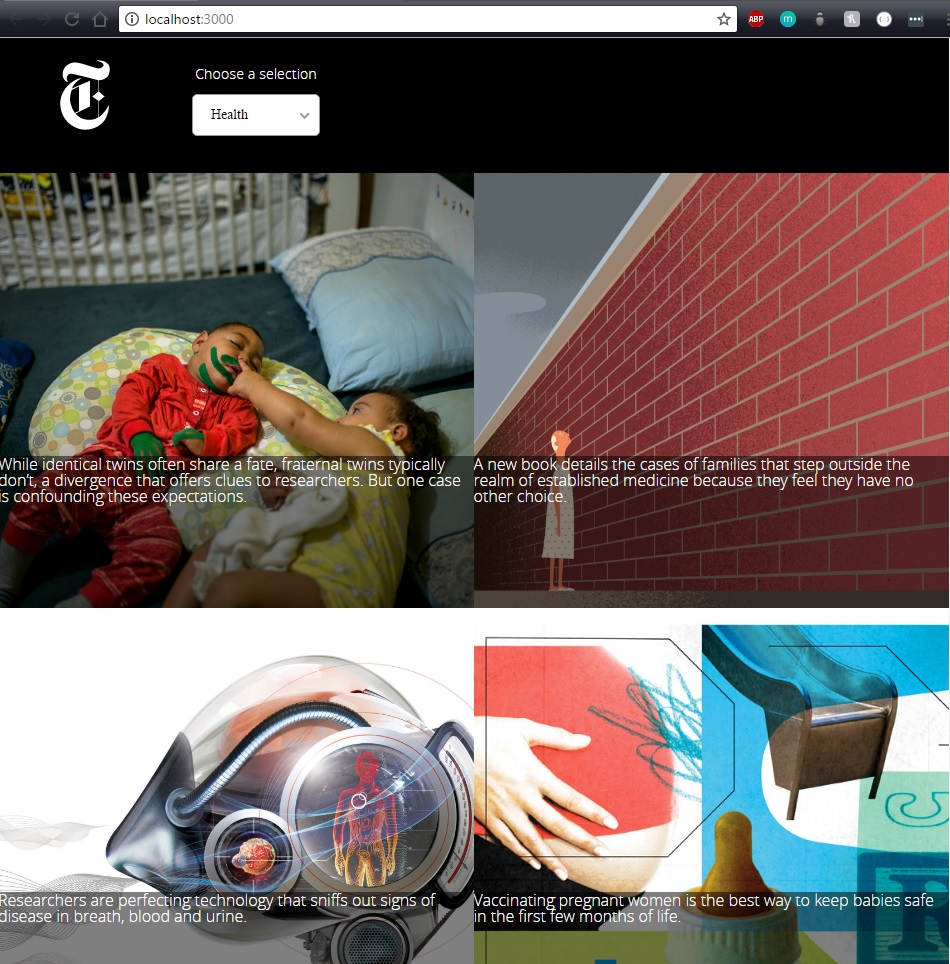 localhost:3000
ABP
m
T
Choose a selection
Health
While identical twins often share a fate, fraternal twins typically
don't, a divergence that offers clues to researchers. But one case
is confounding these expectations.
A new book details the cases of families that step outside the
realm of established medicine because they feel they have no
other choice.
Researchers are perfecting technology that sniffs out signs of
disease in breath, blood and urine.
Vaccinating pregnant women is the best way to keep babies safe
in the first few months of life.